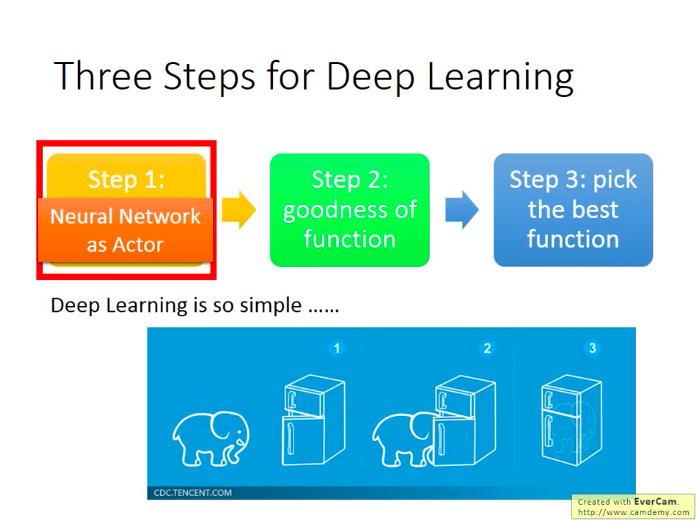 Three Steps for Deep Learning
Step 1:
Neural Network
as Actor
Step 2:
goodness of
function
Step 3: pick
the best
function
Deep Learning is so simple ......
1
2
3
CDC.TENCENT.COM
Created with EverCam.
http://www.camdemy.com